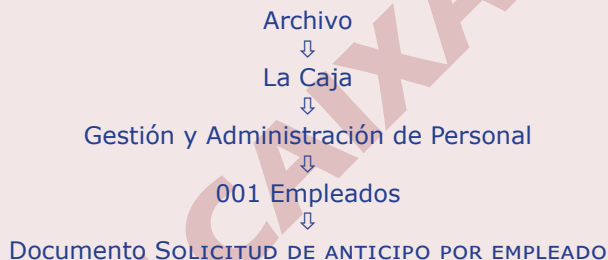 Archivo
⇩
La Caja
⇩
Gestión y Administración de Personal
⇩
001 Empleados
⇩
Documento SOLICITUD DE ANTICIPO POR EMPLEADO
CAIXA